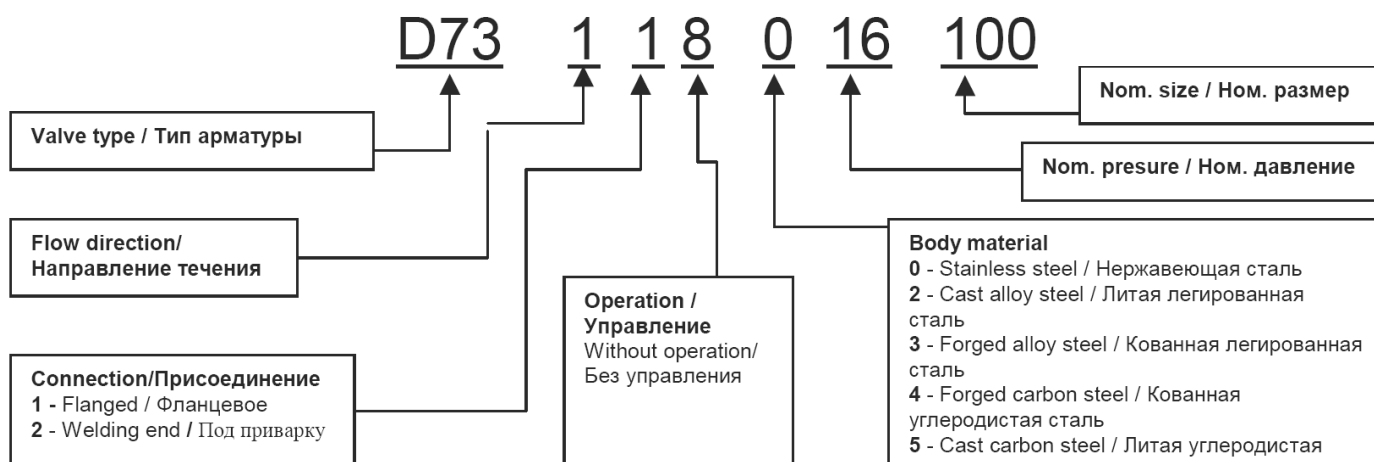 D73 1 1 8 0 16 100
Nom. size / Ном. размер
Valve type / Тип арматуры
Nom. presure / Ном. давление
Flow direction/
Направление течения
Operation /
Управление
Without operation/
Без управления
Body material
0 - Stainless steel / Нержавеющая сталь
2 - Cast alloy steel / Литая легированная
сталь
3 - Forged alloy steel / Кованная легированная
сталь
4 - Forged carbon steel / Кованная
углеродистая сталь
5 - Cast carbon steel / Литая углеродистая
Connection/Присоединение
1 - Flanged / Фланцевое
2 - Welding end / Под приварку